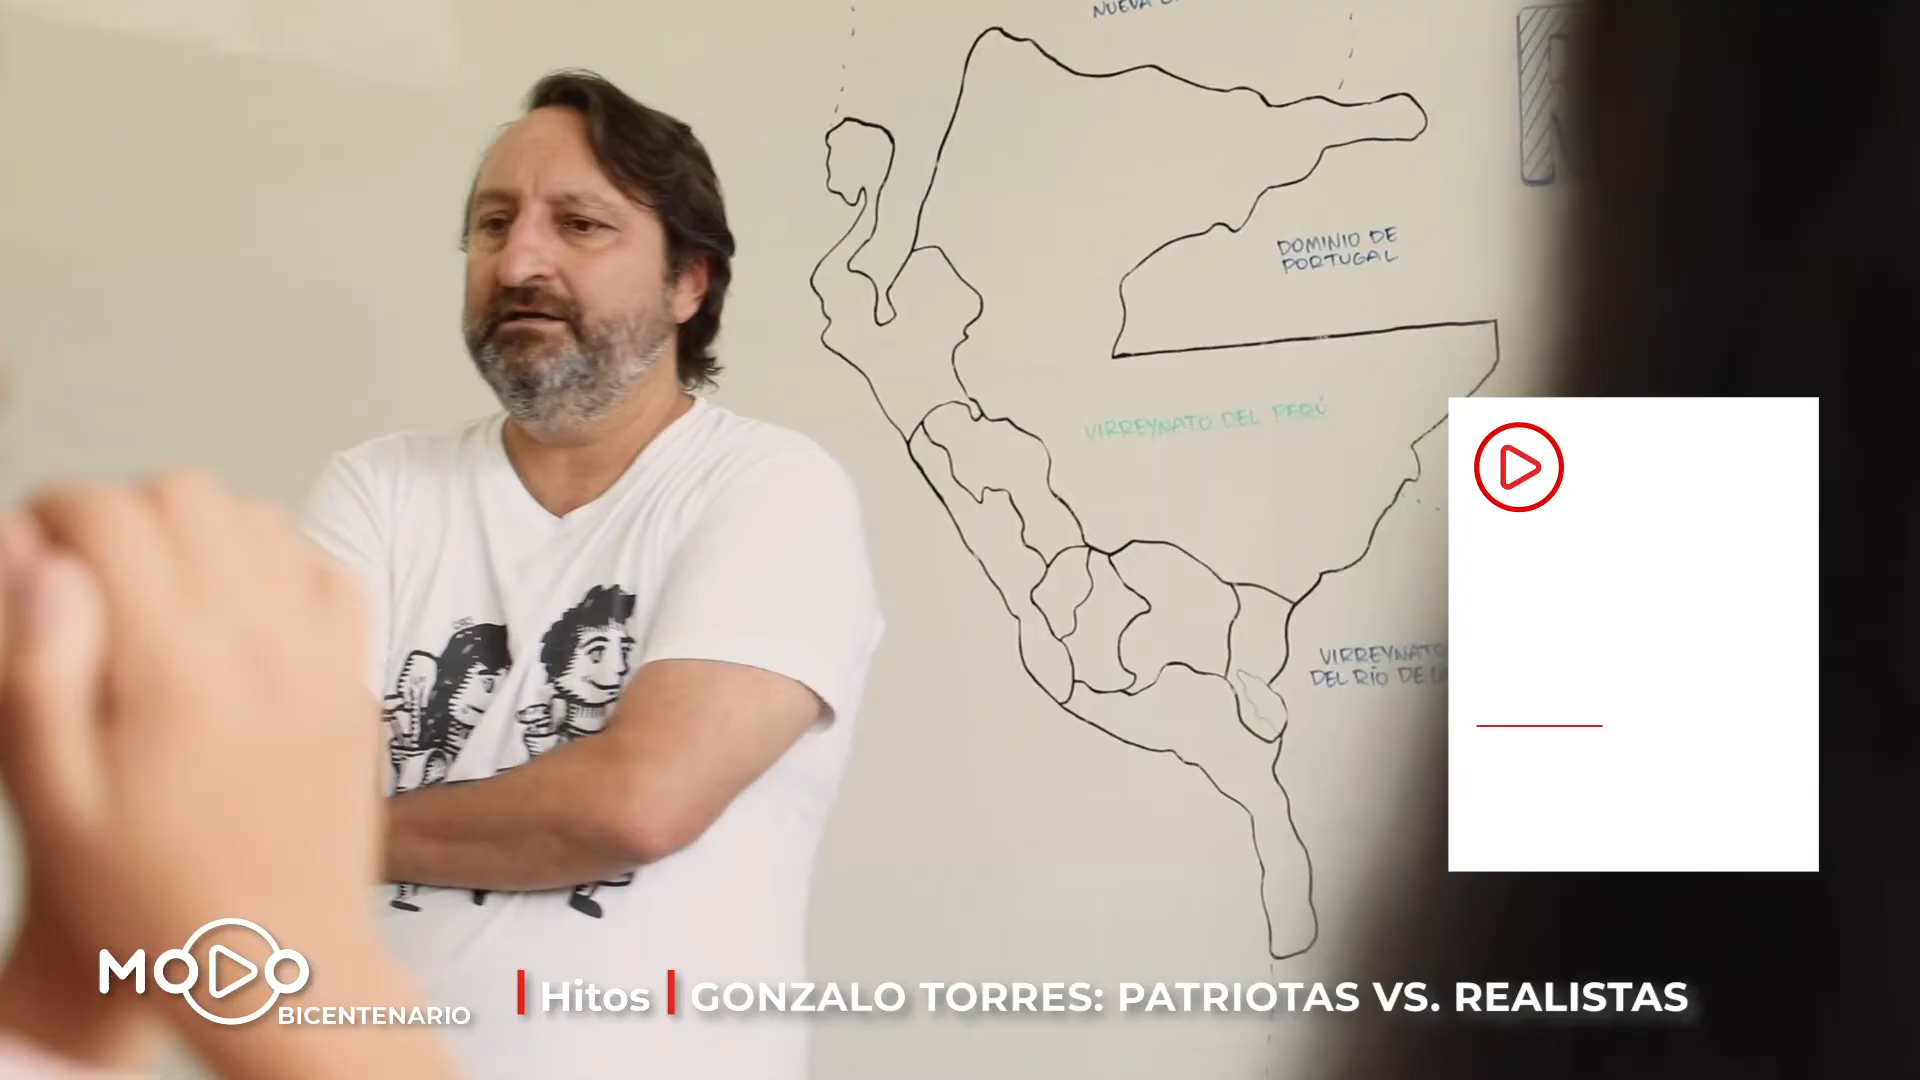 NUEVA
DOMINIO DE
PORTUGAL
VIRREYNATO DEL PERÚ
VIRREYNATO
DEL RÍO DE LA
MODO
BICENTENARIO
Hitos
GONZALO TORRES: PATRIOTAS VS. REALISTAS